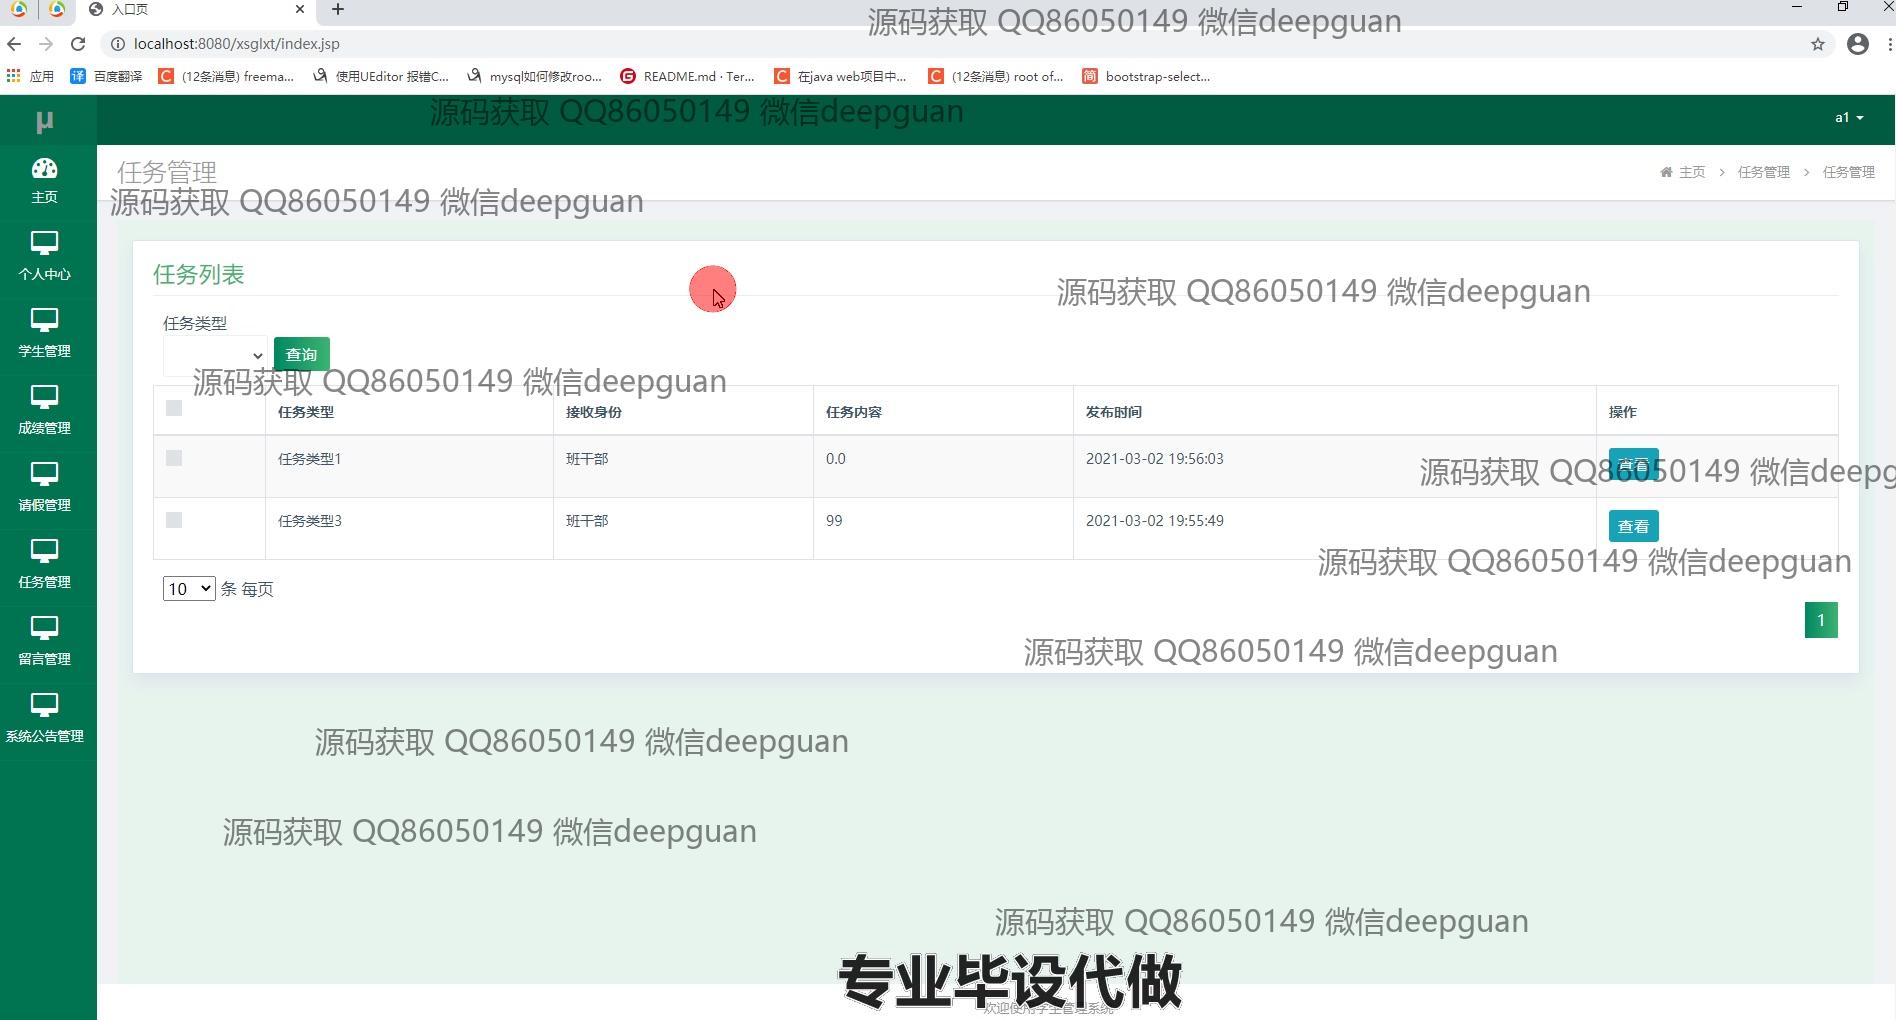 入口页
源码获取 QQ86050149 微信deepguan
localhost:8080/xsglxt/index.jsp
应用 百度翻译 (12条消息) freema... 使用UEditor 报错C... mysql如何修改roo... README.md · Ter... 在java web项目中... (12条消息) root of... bootstrap-select...
源码获取 QQ86050149 微信deepguan
μ
a1
主页
个人中心
学生管理
成绩管理
请假管理
任务管理
留言管理
系统公告管理
任务管理
主页 > 任务管理 > 任务管理
源码获取 QQ86050149 微信deepguan
任务列表
源码获取 QQ86050149 微信deepguan
任务类型
查询
源码获取 QQ86050149 微信deepguan
任务类型 接收身份 任务内容 发布时间 操作
任务类型1 班干部 0.0 2021-03-02 19:56:03 查看
源码获取 QQ86050149 微信deepg
任务类型3 班干部 99 2021-03-02 19:55:49 查看
源码获取 QQ86050149 微信deepguan
10 条 每页
1
源码获取 QQ86050149 微信deepguan
源码获取 QQ86050149 微信deepguan
源码获取 QQ86050149 微信deepguan
源码获取 QQ86050149 微信deepguan
专业毕设代做
欢迎使用学生管理系统